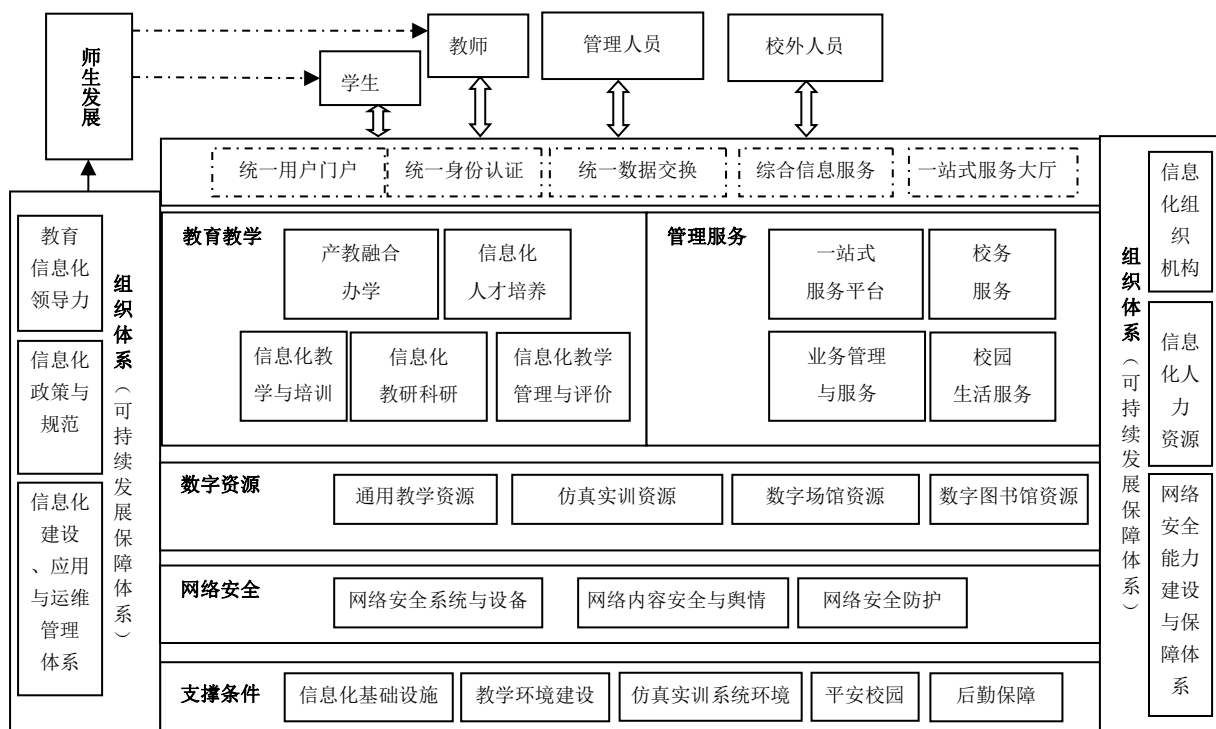 师生发展
教师
管理人员
校外人员
学生
统一用户门户
统一身份认证
统一数据交换
综合信息服务
一站式服务大厅
教育
信息化
领导力
信息化
政策与
规范
信息化
建设
、应用
与运维
管理
体系
组织体系（可持续发展保障体系）
教育教学
产教融合
办学
信息化
人才培养
信息化教
学与培训
信息化
教研科研
信息化教学
管理与评价
管理服务
一站式
服务平台
校务
服务
业务管理
与服务
校园
生活服务
数字资源
通用教学资源
仿真实训资源
数字场馆资源
数字图书馆资源
网络安全
网络安全系统与设备
网络内容安全与舆情
网络安全防护
支撑条件
信息化基础设施
教学环境建设
仿真实训系统环境
平安校园
后勤保障
组织体系（可持续发展保障体系）
信息
化组
织
机构
信息
化人
力
资源
网络
安全
能力
建设
与保
障体
系